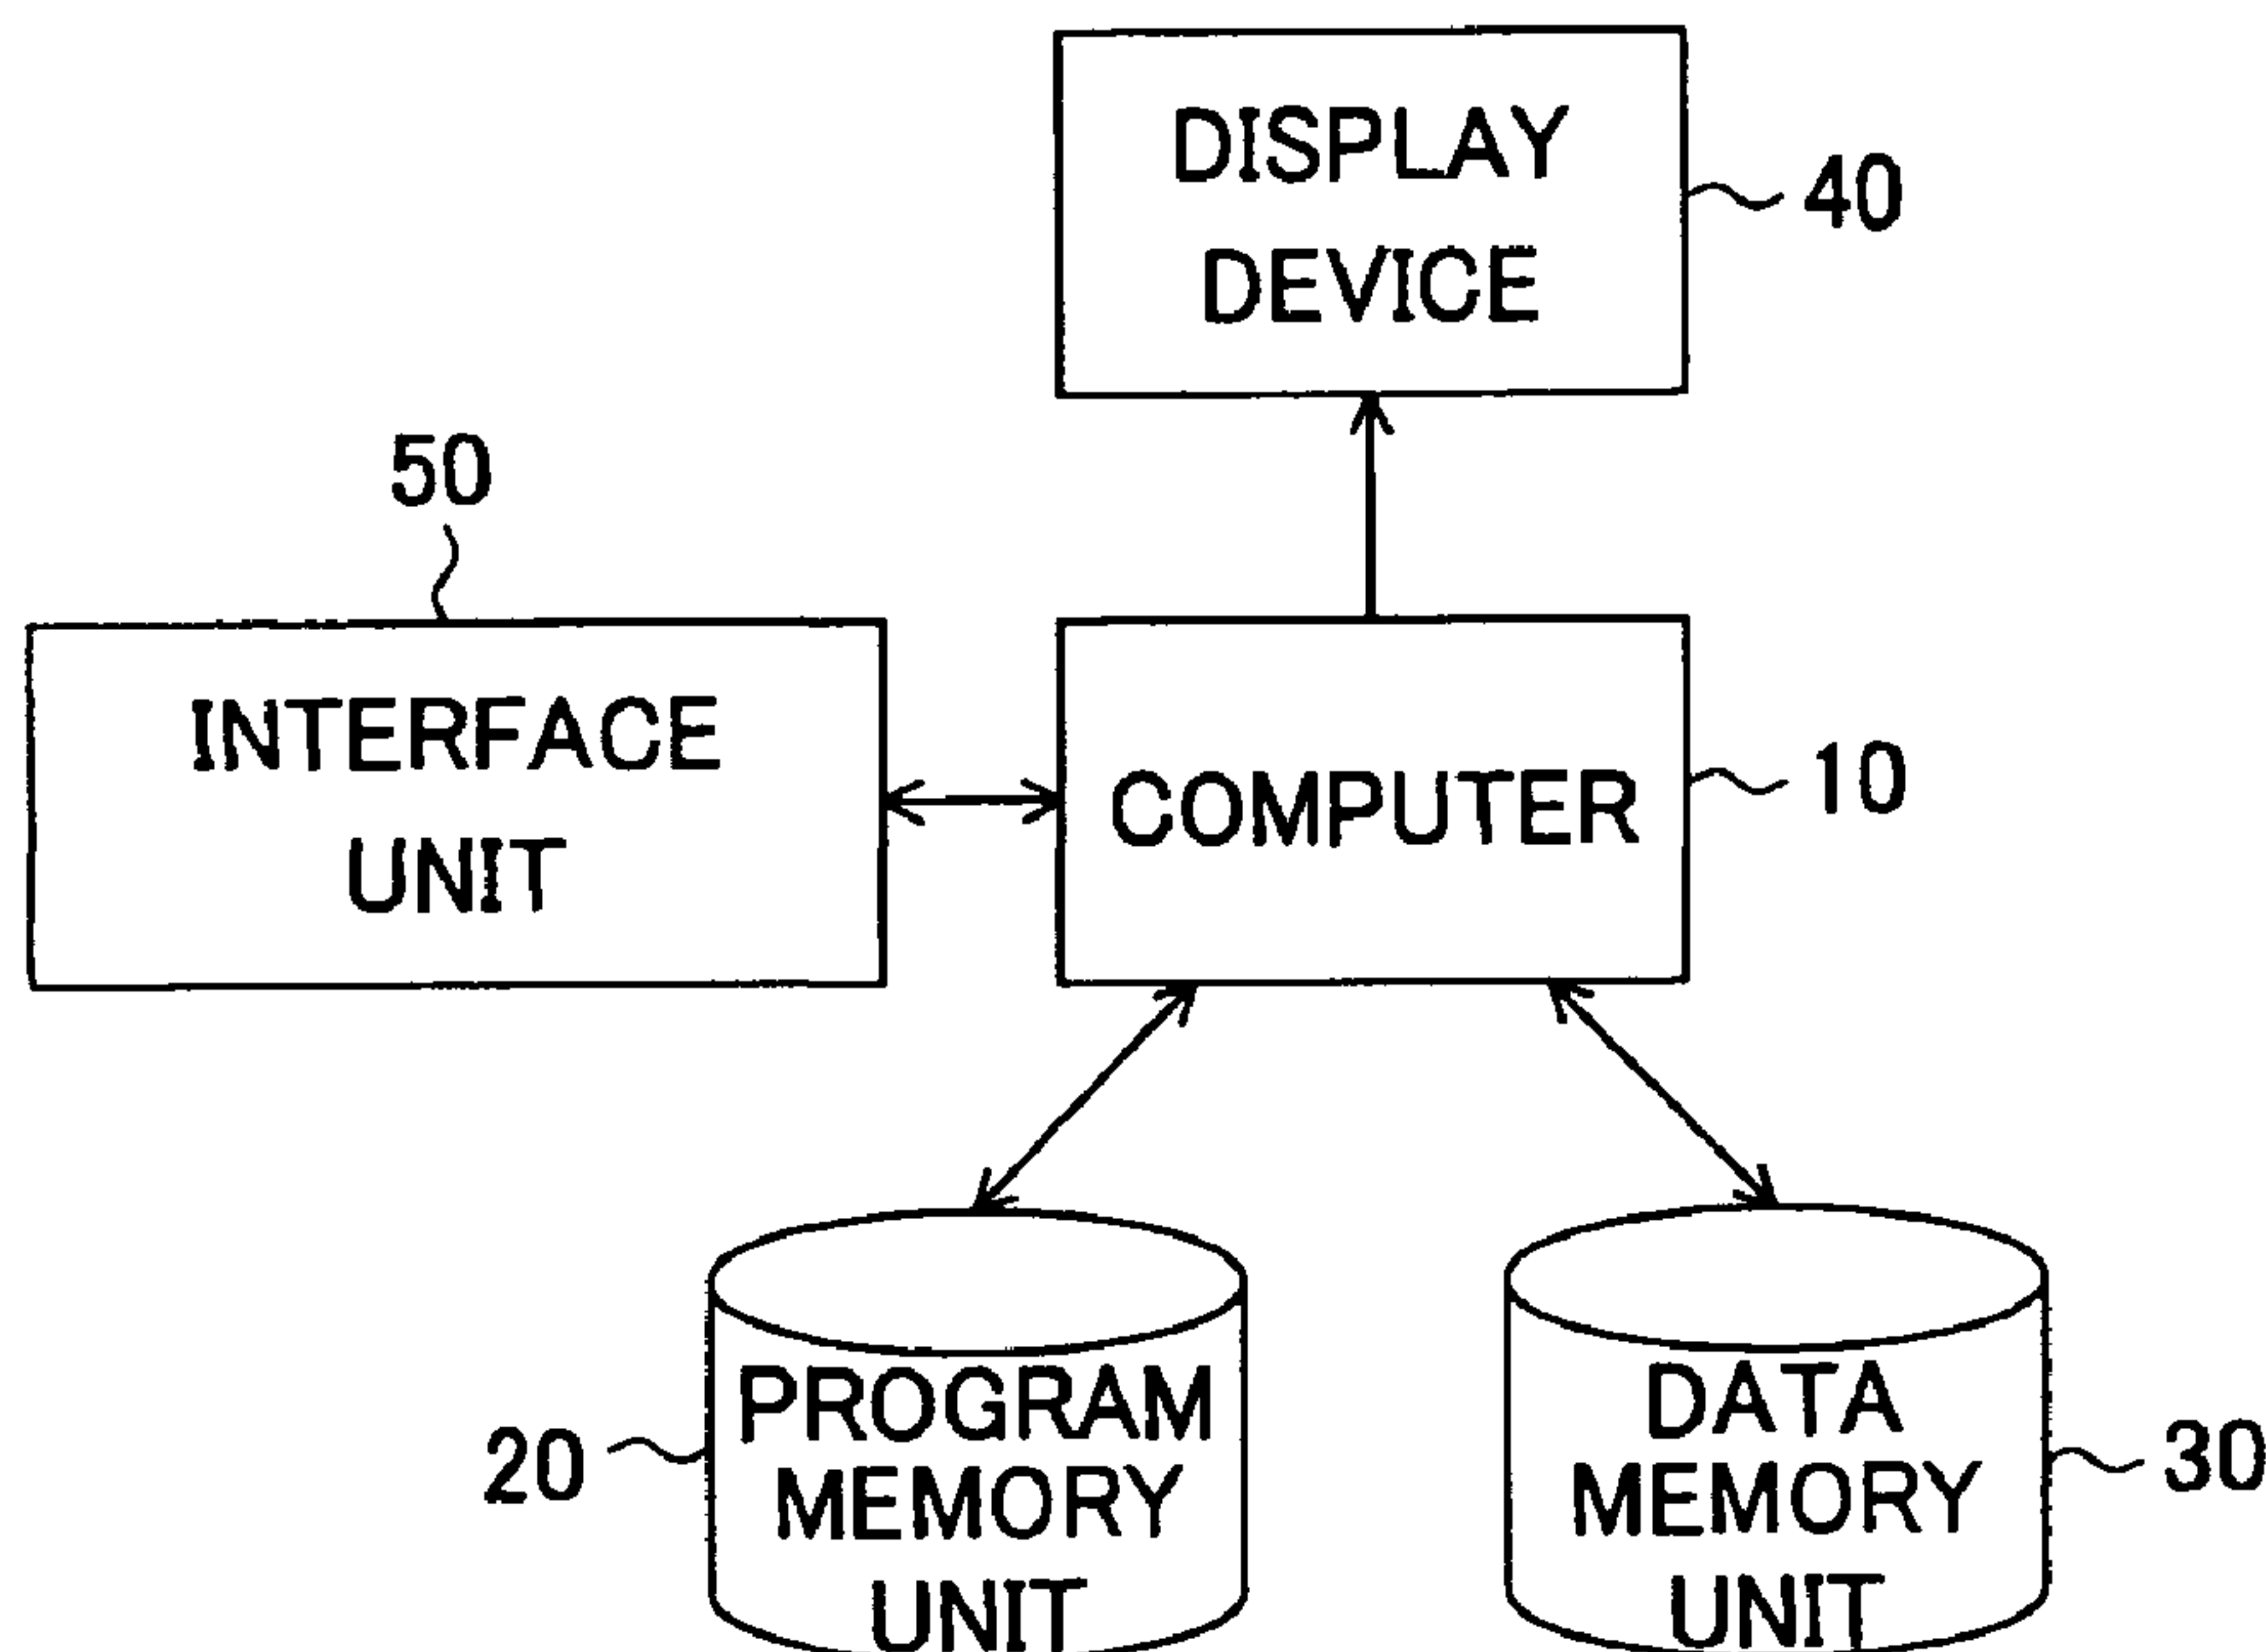 DISPLAY
DEVICE
40
50
INTERFACE
UNIT
COMPUTER
10
20
PROGRAM
MEMORY
UNIT
DATA
MEMORY
UNIT
30